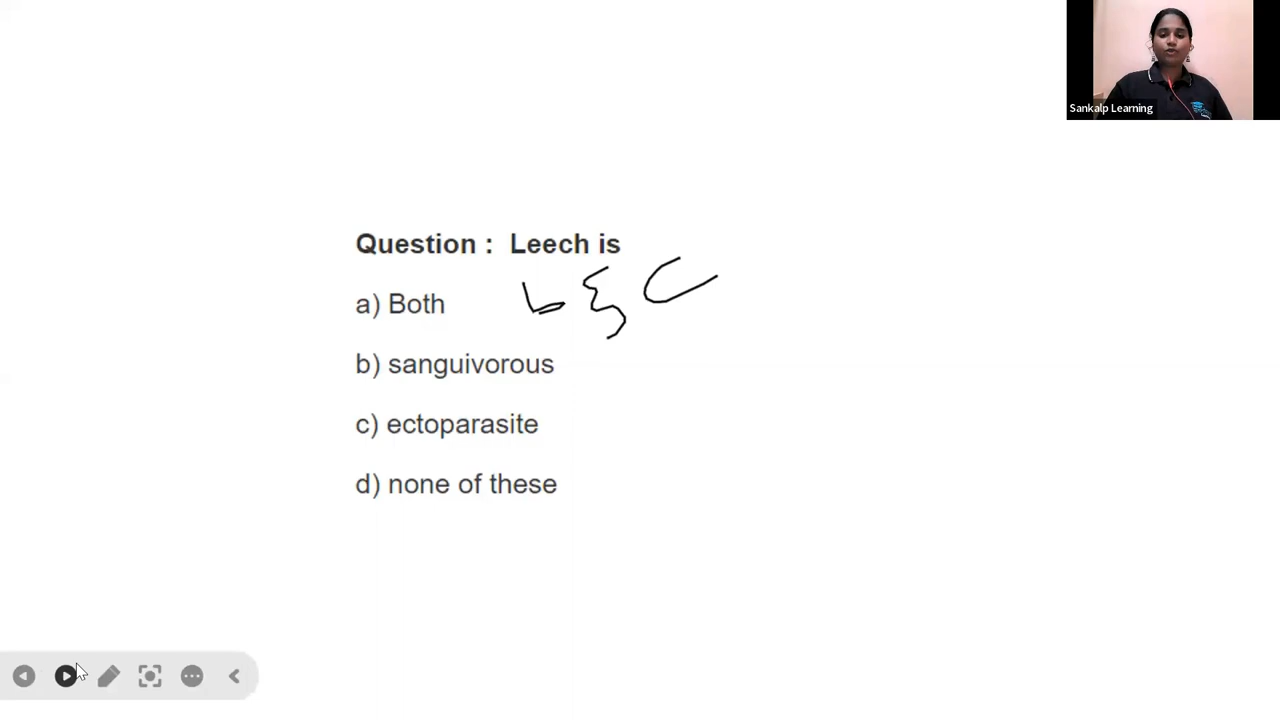 Sankalp Learning
Question :  Leech is
a) Both b & c
b) sanguivorous
c) ectoparasite
d) none of these